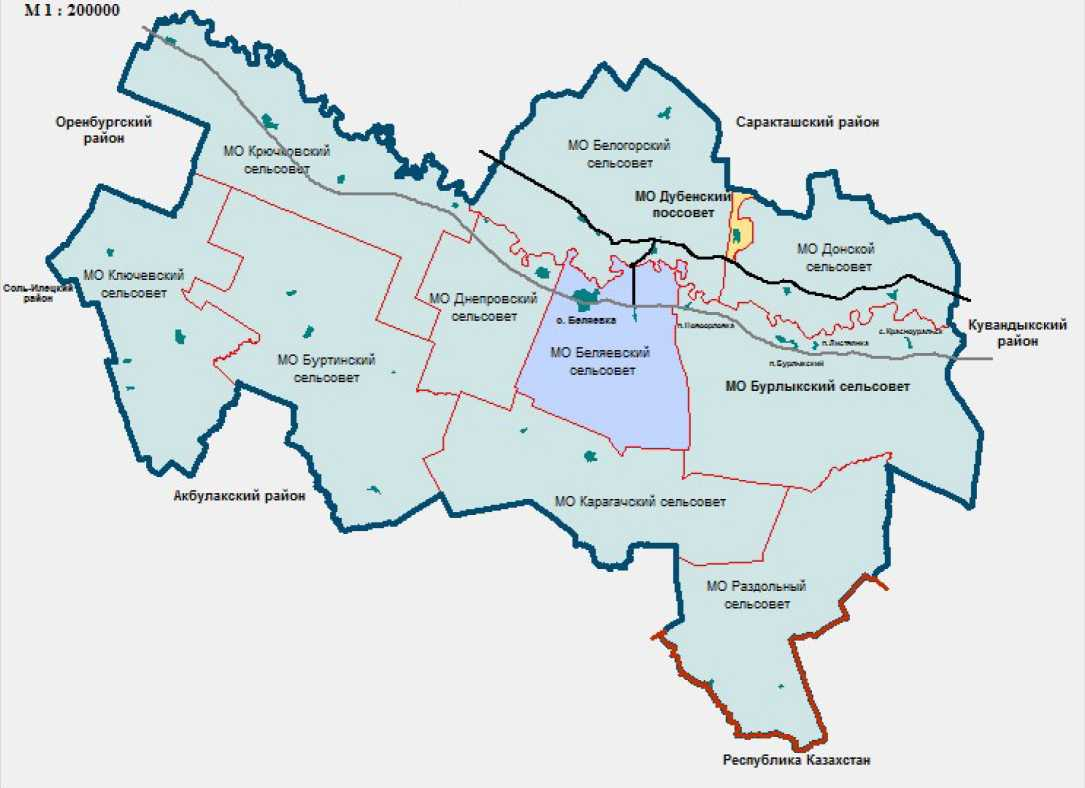 М 1 : 200000
Оренбургский
район
Саракташский район
МО Белогорский
сельсовет
МО Крючковский
сельсовет
МО Дубенский
поссовет
МО Донской
сельсовет
МО Ключевский
сельсовет
Соль-Илецкий
район
МО Днепровский
сельсовет
с. Беляевка
Кувандыкский
район
с. Красноуральск
п. Бурлыкский
МО Беляевский
сельсовет
МО Буртинский
сельсовет
МО Бурлыкский сельсовет
Акбулакский район
МО Карагачский сельсовет
МО Раздольный
сельсовет
Республика Казахстан